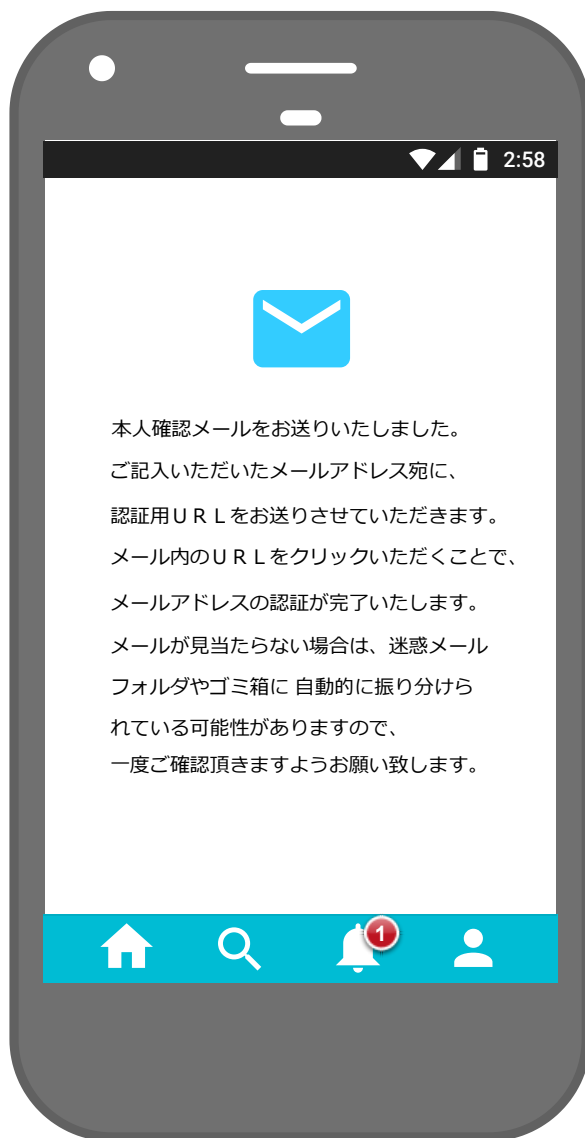 2:58
本人確認メールをお送りいたしました。
ご記入いただいたメールアドレス宛に、
認証用ＵＲＬをお送りさせていただきます。
メール内のＵＲＬをクリックいただくことで、
メールアドレスの認証が完了いたします。
メールが見当たらない場合は、迷惑メール
フォルダやゴミ箱に 自動的に振り分けら
れている可能性がありますので、
一度ご確認頂きますようお願い致します。
1